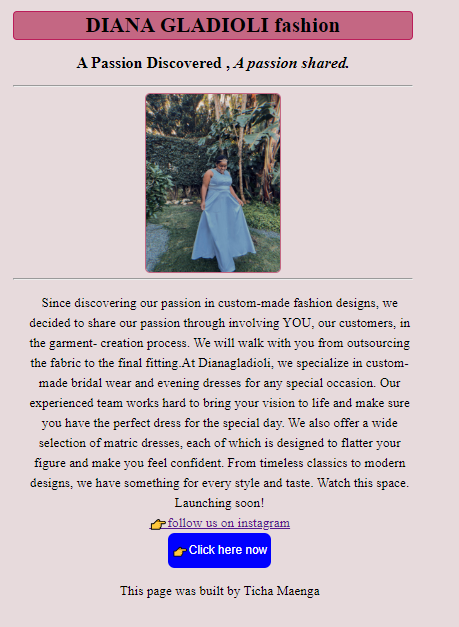 DIANA GLADIOLI fashion
A Passion Discovered , A passion shared.
Since discovering our passion in custom-made fashion designs, we
decided to share our passion through involving YOU, our customers, in
the garment- creation process. We will walk with you from outsourcing
the fabric to the final fitting.At Dianagladioli, we specialize in custom-
made bridal wear and evening dresses for any special occasion. Our
experienced team works hard to bring your vision to life and make sure
you have the perfect dress for the special day. We also offer a wide
selection of matric dresses, each of which is designed to flatter your
figure and make you feel confident. From timeless classics to modern
designs, we have something for every style and taste. Watch this space.
Launching soon!
👉follow us on instagram
👉 Click here now
This page was built by Ticha Maenga